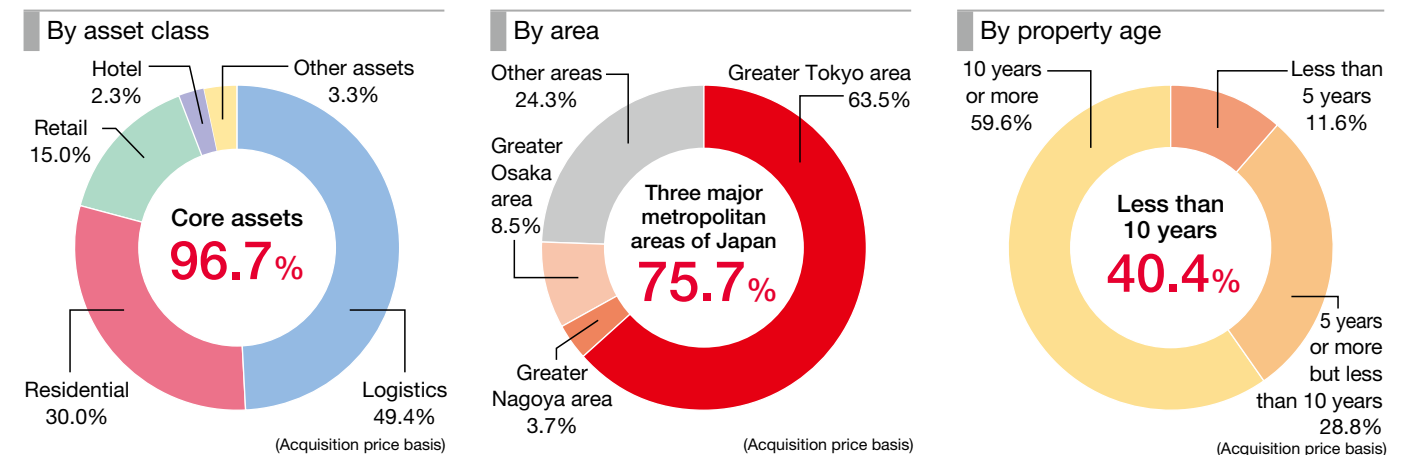 By asset class
Hotel
2.3%
Other assets
3.3%
Retail
15.0%
Core assets
96.7%
Residential
30.0%
Logistics
49.4%
(Acquisition price basis)
By area
Other areas
24.3%
Greater Tokyo area
63.5%
Greater
Osaka
area
8.5%
Three major
metropolitan
areas of Japan
75.7%
Greater
Nagoya area
3.7%
(Acquisition price basis)
By property age
10 years
or more
59.6%
Less than
5 years
11.6%
Less than
10 years
40.4%
5 years
or more
but less
than 10 years
28.8%
(Acquisition price basis)